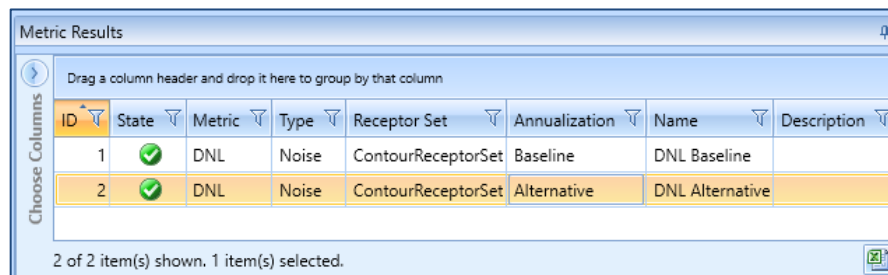 Metric Results
Choose Columns
Drag a column header and drop it here to group by that column
ID State Metric Type Receptor Set Annualization Name Description
1 DNL Noise ContourReceptorSet Baseline DNL Baseline
2 DNL Noise ContourReceptorSet Alternative DNL Alternative
2 of 2 item(s) shown. 1 item(s) selected.